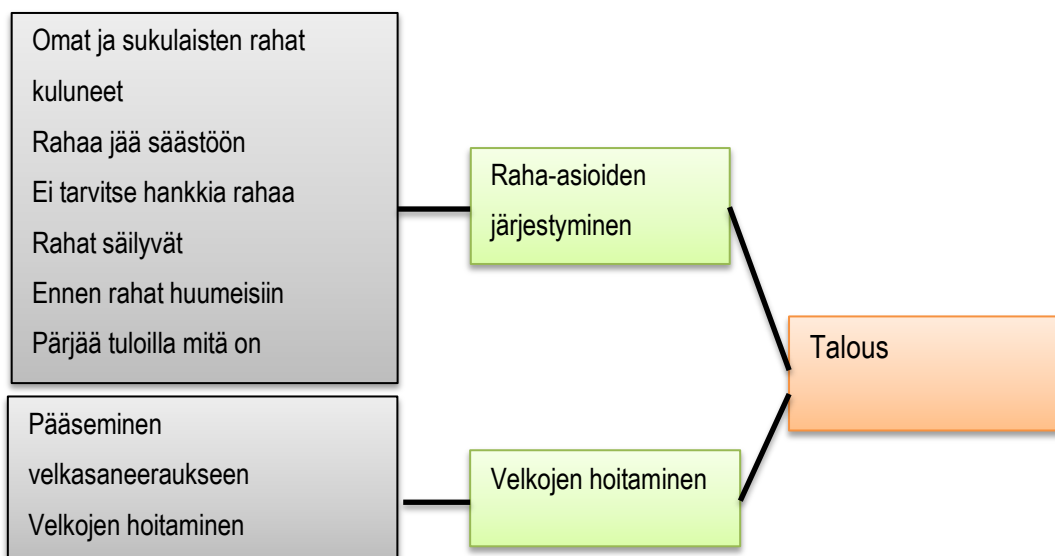 Omat ja sukulaisten rahat
kuluneet
Rahaa jää säästöön
Ei tarvitse hankkia rahaa
Rahat säilyvät
Ennen rahat huumeisiin
Pärjää tuloilla mitä on
Raha-asioiden
järjestyminen
Talous
Pääseminen
velkasaneeraukseen
Velkojen hoitaminen
Velkojen hoitaminen